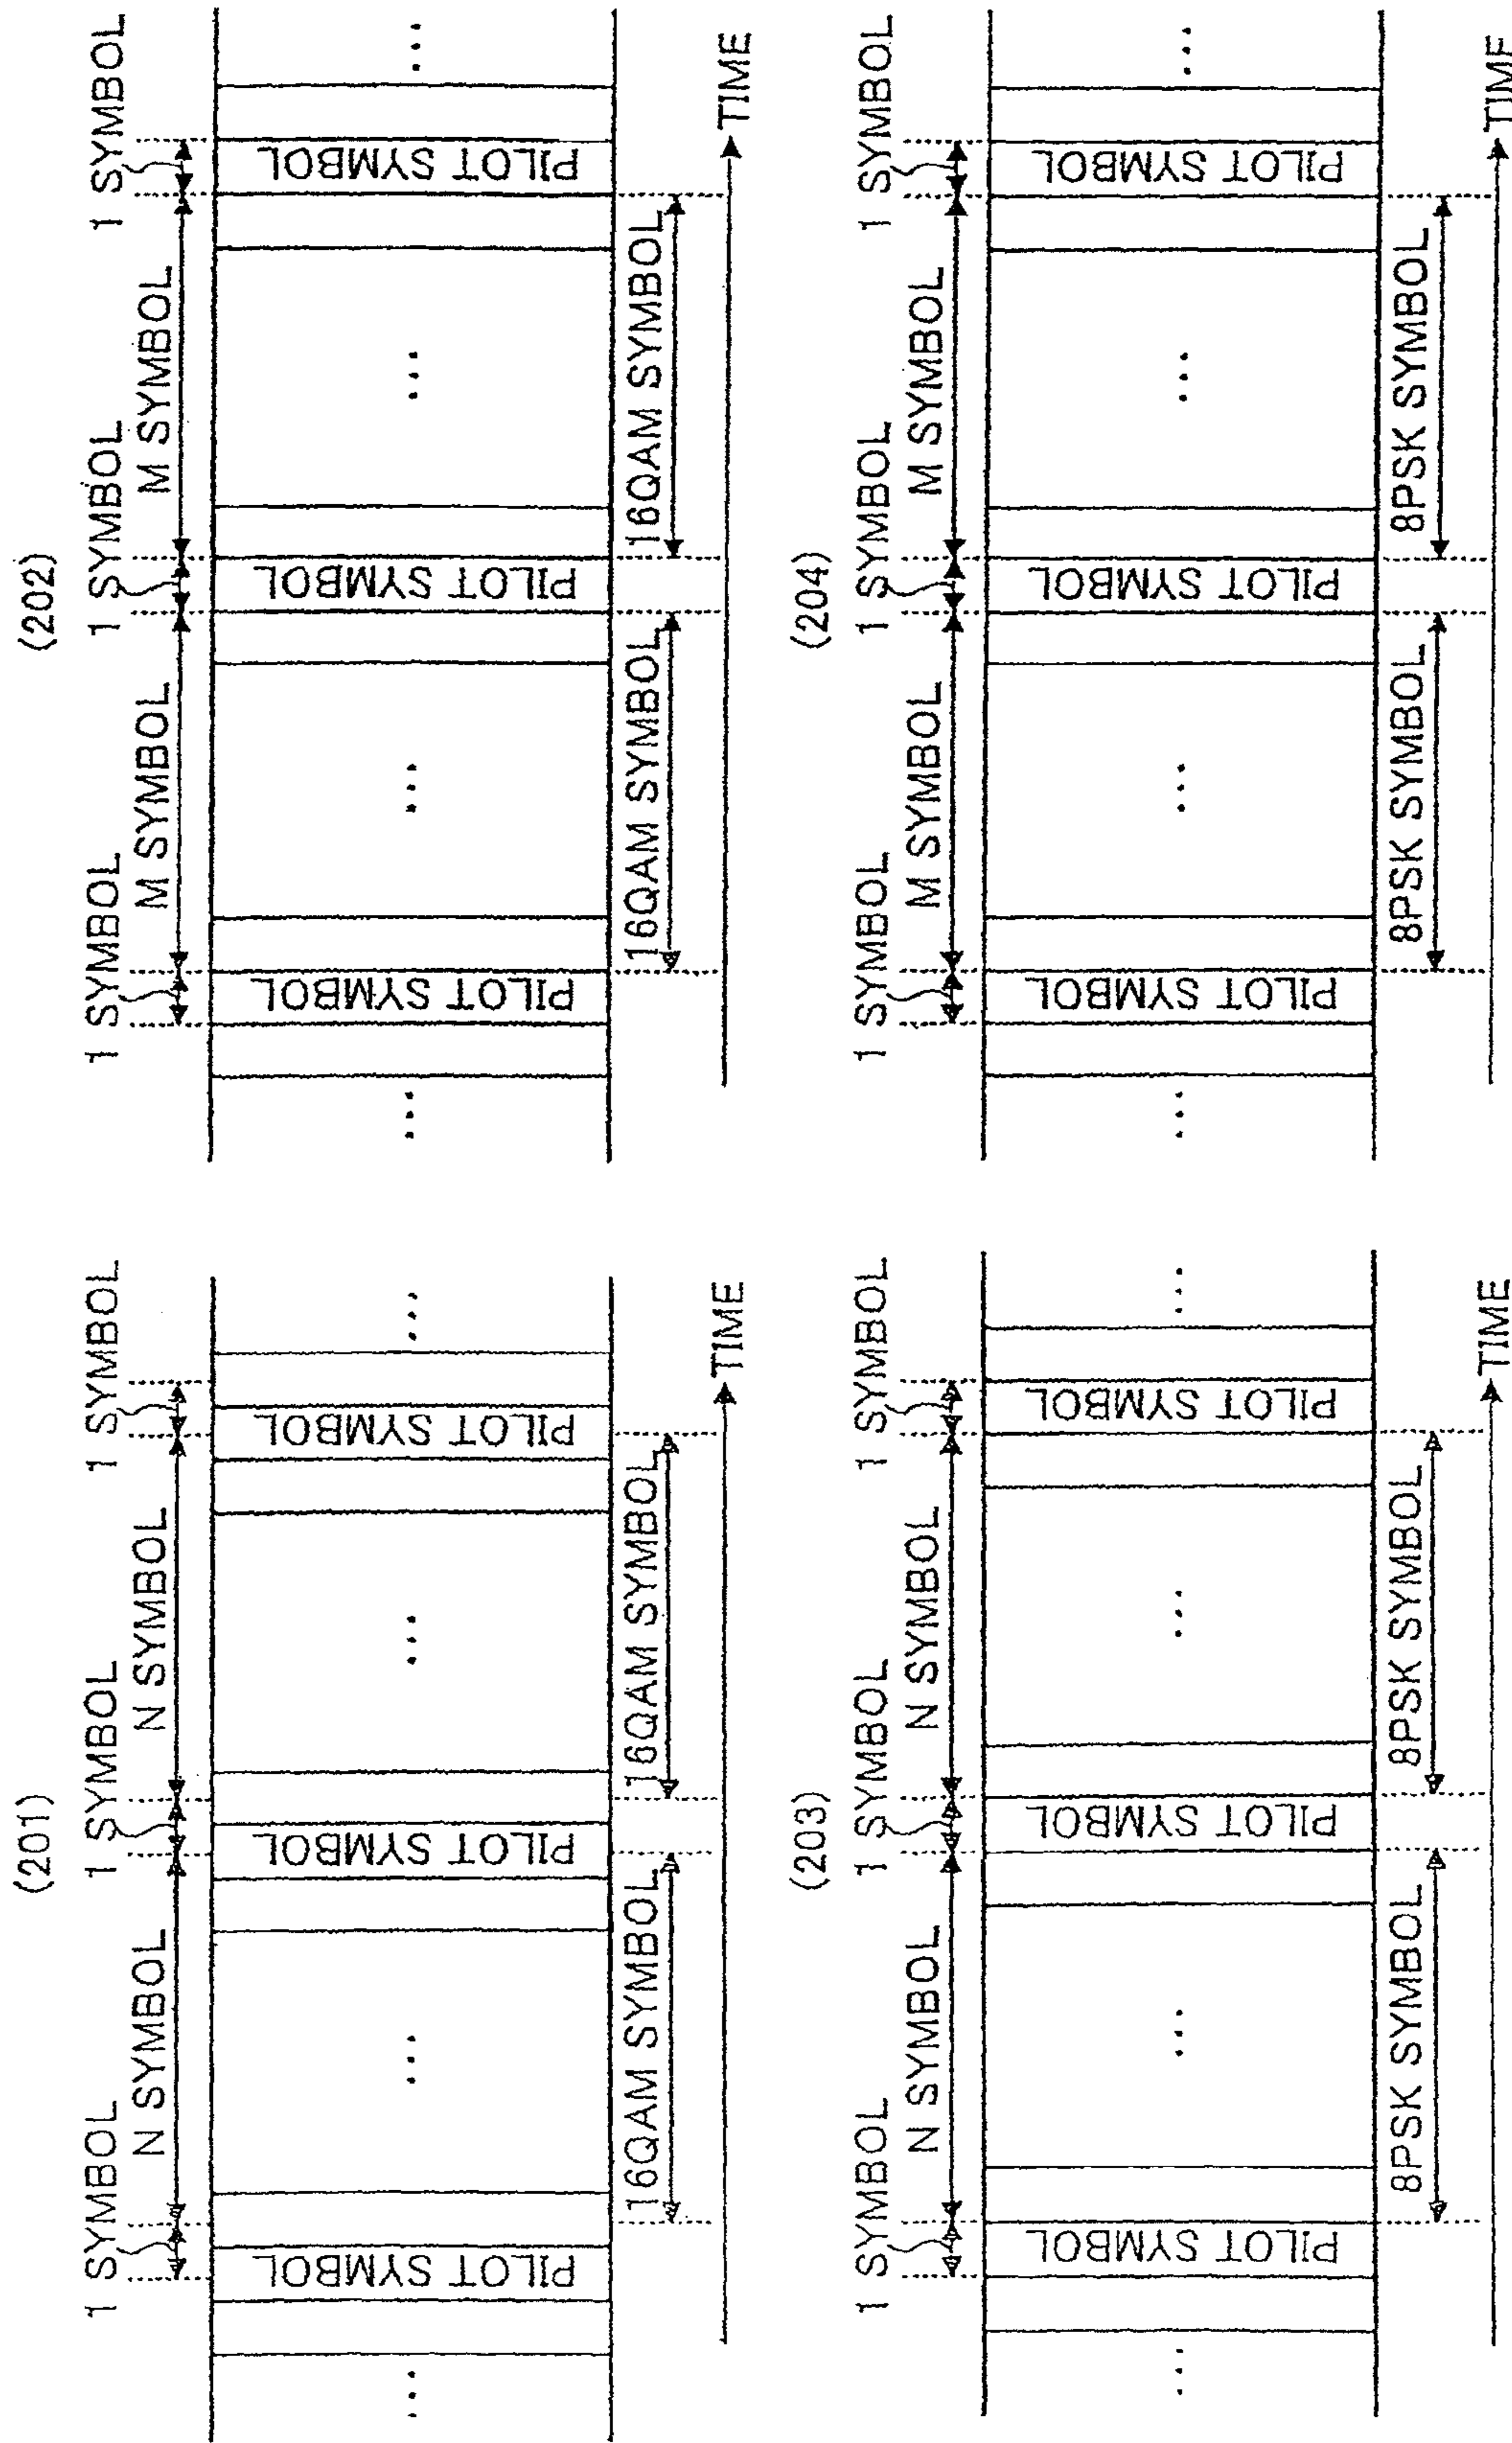 (201)
1 SYMBOL 1 SYMBOL 1 SYMBOL
N SYMBOL N SYMBOL
PILOT SYMBOL
PILOT SYMBOL
PILOT SYMBOL
16QAM SYMBOL 16QAM SYMBOL
TIME
(202)
1 SYMBOL 1 SYMBOL 1 SYMBOL
M SYMBOL M SYMBOL
PILOT SYMBOL
PILOT SYMBOL
PILOT SYMBOL
16QAM SYMBOL 16QAM SYMBOL
TIME
(203)
1 SYMBOL 1 SYMBOL 1 SYMBOL
N SYMBOL N SYMBOL
PILOT SYMBOL
PILOT SYMBOL
PILOT SYMBOL
8PSK SYMBOL 8PSK SYMBOL
TIME
(204)
1 SYMBOL 1 SYMBOL 1 SYMBOL
M SYMBOL M SYMBOL
PILOT SYMBOL
PILOT SYMBOL
PILOT SYMBOL
8PSK SYMBOL 8PSK SYMBOL
TIME